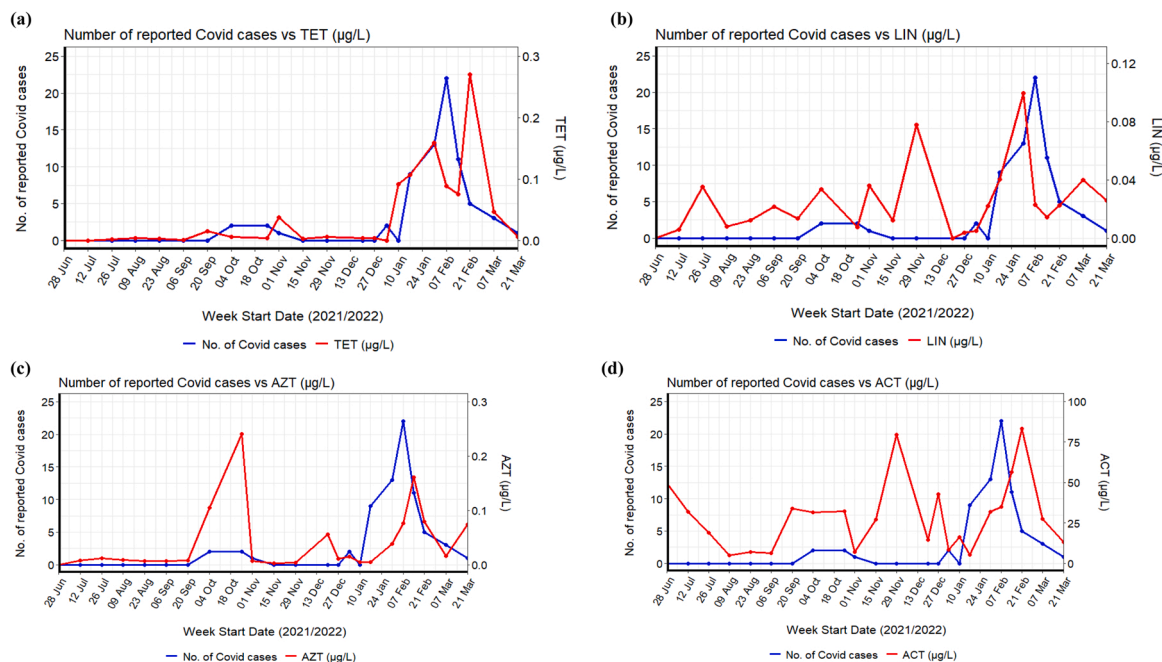 (a)
Number of reported Covid cases vs TET (µg/L)
No. of reported Covid cases
25
20
15
10
5
0
0.3
0.2
0.1
0.0
TET (µg/L)
28 Jun
12 Jul
26 Jul
09 Aug
23 Aug
06 Sep
20 Sep
04 Oct
18 Oct
01 Nov
15 Nov
29 Nov
13 Dec
27 Dec
10 Jan
24 Jan
07 Feb
21 Feb
07 Mar
21 Mar
Week Start Date (2021/2022)
No. of Covid cases TET (µg/L)
(b)
Number of reported Covid cases vs LIN (µg/L)
No. of reported Covid cases
25
20
15
10
5
0
0.12
0.08
0.04
0.00
LIN (µg/L)
28 Jun
12 Jul
26 Jul
09 Aug
23 Aug
06 Sep
20 Sep
04 Oct
18 Oct
01 Nov
15 Nov
29 Nov
13 Dec
27 Dec
10 Jan
24 Jan
07 Feb
21 Feb
07 Mar
21 Mar
Week Start Date (2021/2022)
No. of Covid cases LIN (µg/L)
(c)
Number of reported Covid cases vs AZT (µg/L)
No. of reported Covid cases
25
20
15
10
5
0
0.3
0.2
0.1
0.0
AZT (µg/L)
28 Jun
12 Jul
26 Jul
09 Aug
23 Aug
06 Sep
20 Sep
04 Oct
18 Oct
01 Nov
15 Nov
29 Nov
13 Dec
27 Dec
10 Jan
24 Jan
07 Feb
21 Feb
07 Mar
21 Mar
Week Start Date (2021/2022)
No. of Covid cases AZT (µg/L)
(d)
Number of reported Covid cases vs ACT (µg/L)
No. of reported Covid cases
25
20
15
10
5
0
100
75
50
25
0
ACT (µg/L)
28 Jun
12 Jul
26 Jul
09 Aug
23 Aug
06 Sep
20 Sep
04 Oct
18 Oct
01 Nov
15 Nov
29 Nov
13 Dec
27 Dec
10 Jan
24 Jan
07 Feb
21 Feb
07 Mar
21 Mar
Week Start Date (2021/2022)
No. of Covid cases ACT (µg/L)